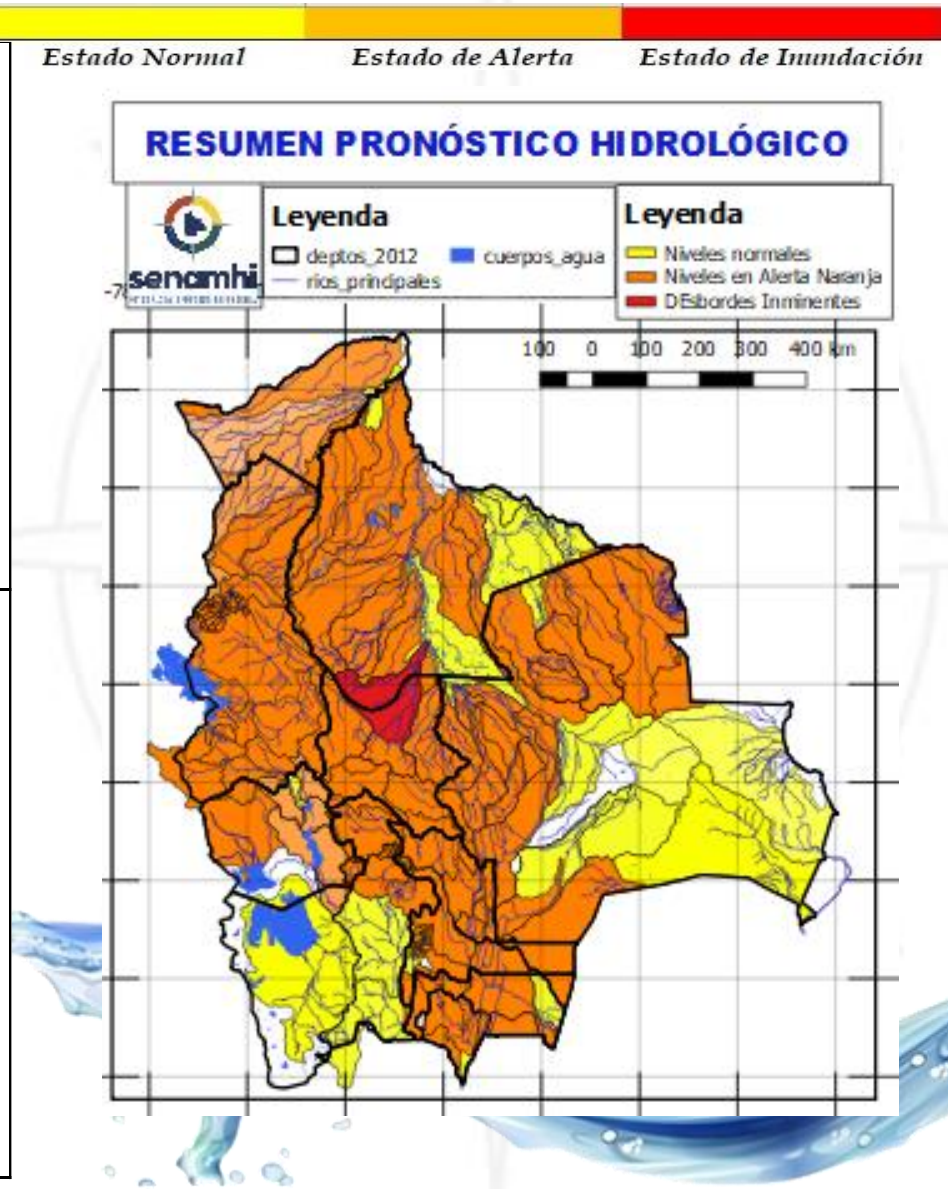 Estado Normal Estado de Alerta Estado de Inundación
RESUMEN PRONÓSTICO HIDROLÓGICO
senamhi
Leyenda
deptos_2012 cuerpos_agua
rios_principales
Leyenda
Niveles normales
Niveles en Alerta Naranja
DEsbordes Inminentes
100 0 100 200 300 400 km